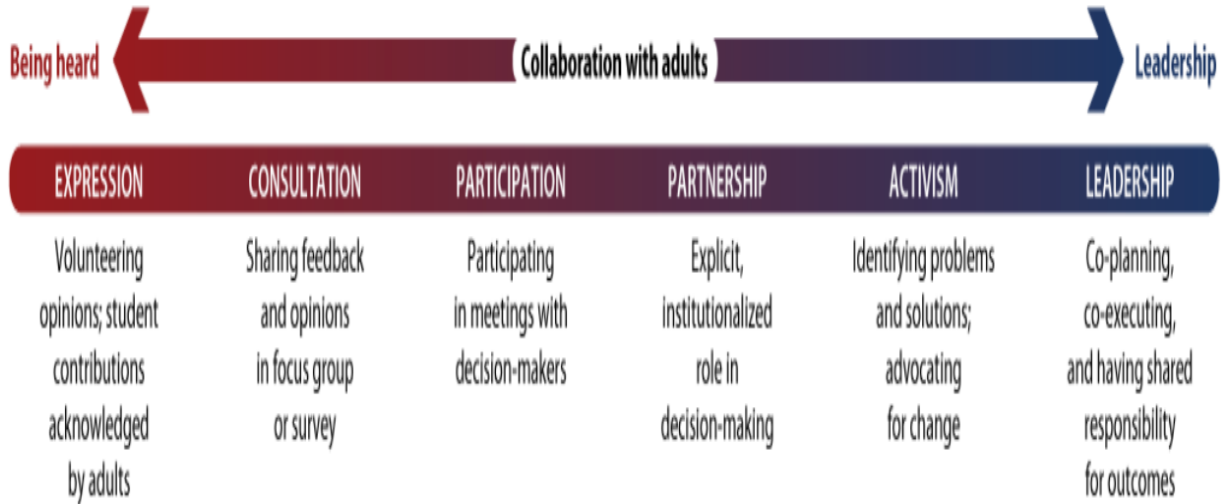 Being heard
Collaboration with adults
Leadership
EXPRESSION
Volunteering
opinions; student
contributions
acknowledged
by adults
CONSULTATION
Sharing feedback
and opinions
in focus group
or survey
PARTICIPATION
Participating
in meetings with
decision-makers
PARTNERSHIP
Explicit,
institutionalized
role in
decision-making
ACTIVISM
Identifying problems
and solutions;
advocating
for change
LEADERSHIP
Co-planning,
co-executing,
and having shared
responsibility
for outcomes